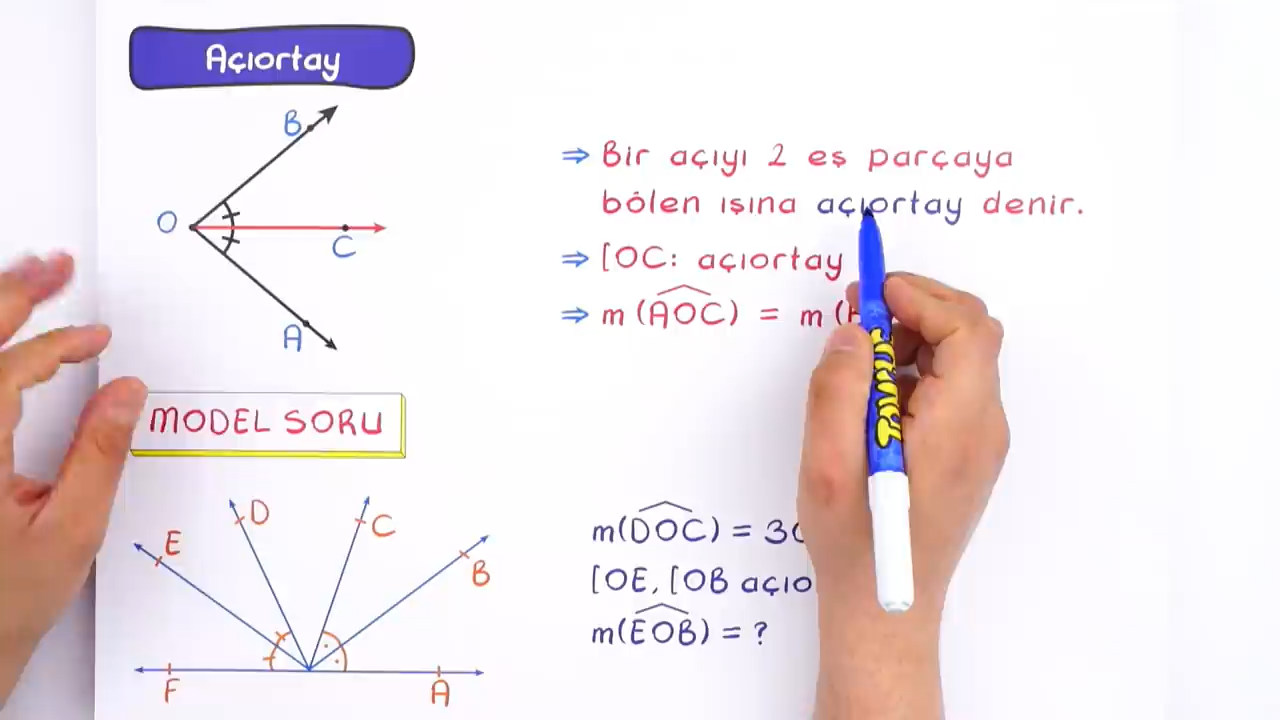 Açıortay
B
O
C
A
⇒ Bir açıyı 2 eş parçaya
bölen ışına açıortay denir.
⇒ [OC: açıortay
⇒ m(AOC) = m(
MODEL SORU
D
C
E
B
F
A
m(DOC) = 3
[OE, [OB
m(EOB) = ?